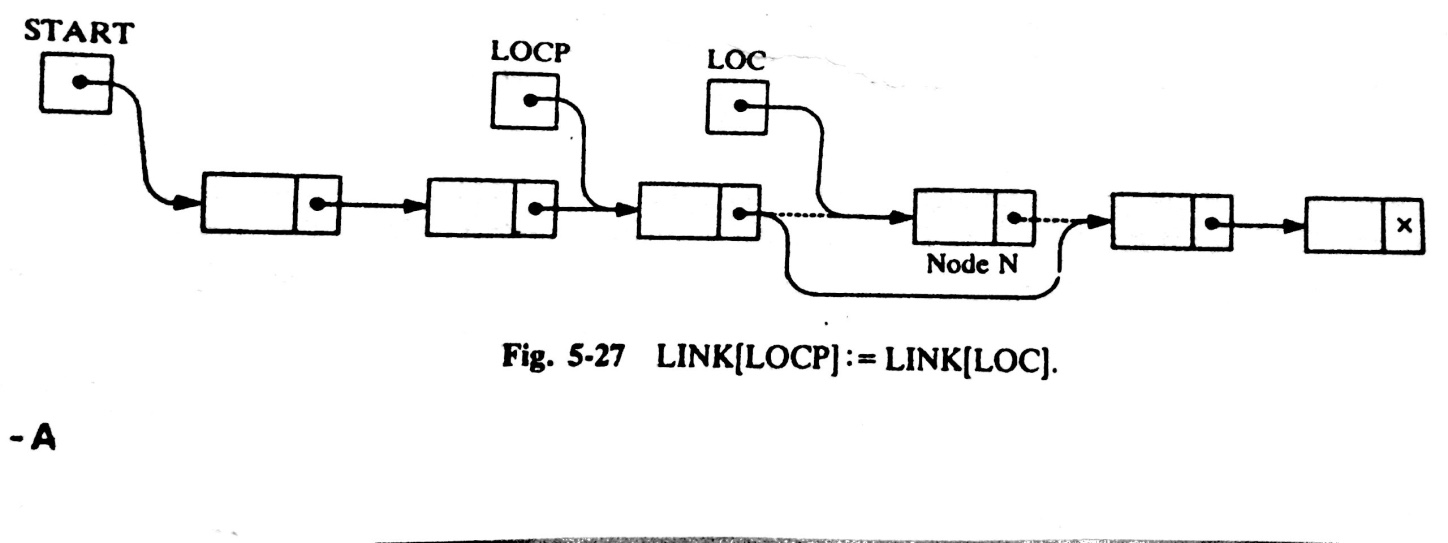 START
LOCP
LOC
×
Node N
Fig. 5-27 LINK[LOCP]:= LINK[LOC].
- A